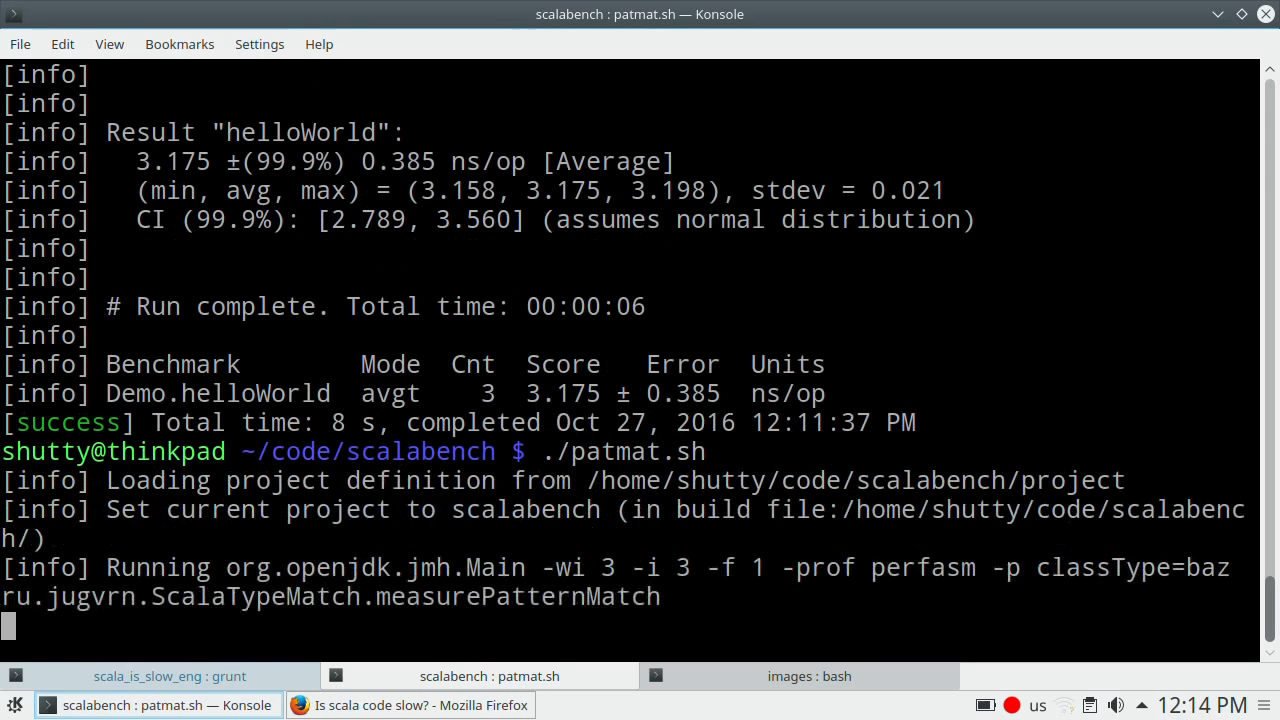 scalabench : patmat.sh — Konsole
File Edit View Bookmarks Settings Help
[info]
[info]
[info] Result "helloWorld":
[info]   3.175 ±(99.9%) 0.385 ns/op [Average]
[info]   (min, avg, max) = (3.158, 3.175, 3.198), stdev = 0.021
[info]   CI (99.9%): [2.789, 3.560] (assumes normal distribution)
[info]
[info]
[info] # Run complete. Total time: 00:00:06
[info]
[info] Benchmark        Mode  Cnt  Score   Error  Units
[info] Demo.helloWorld  avgt    3  3.175 ± 0.385  ns/op
[success] Total time: 8 s, completed Oct 27, 2016 12:11:37 PM
shutty@thinkpad ~/code/scalabench $ ./patmat.sh
[info] Loading project definition from /home/shutty/code/scalabench/project
[info] Set current project to scalabench (in build file:/home/shutty/code/scalabenc
h/)
[info] Running org.openjdk.jmh.Main -wi 3 -i 3 -f 1 -prof perfasm -p classType=baz
ru.jugvrn.ScalaTypeMatch.measurePatternMatch
scala_is_slow_eng : grunt scalabench : patmat.sh images : bash
scalabench : patmat.sh — Konsole Is scala code slow? - Mozilla Firefox us 12:14 PM